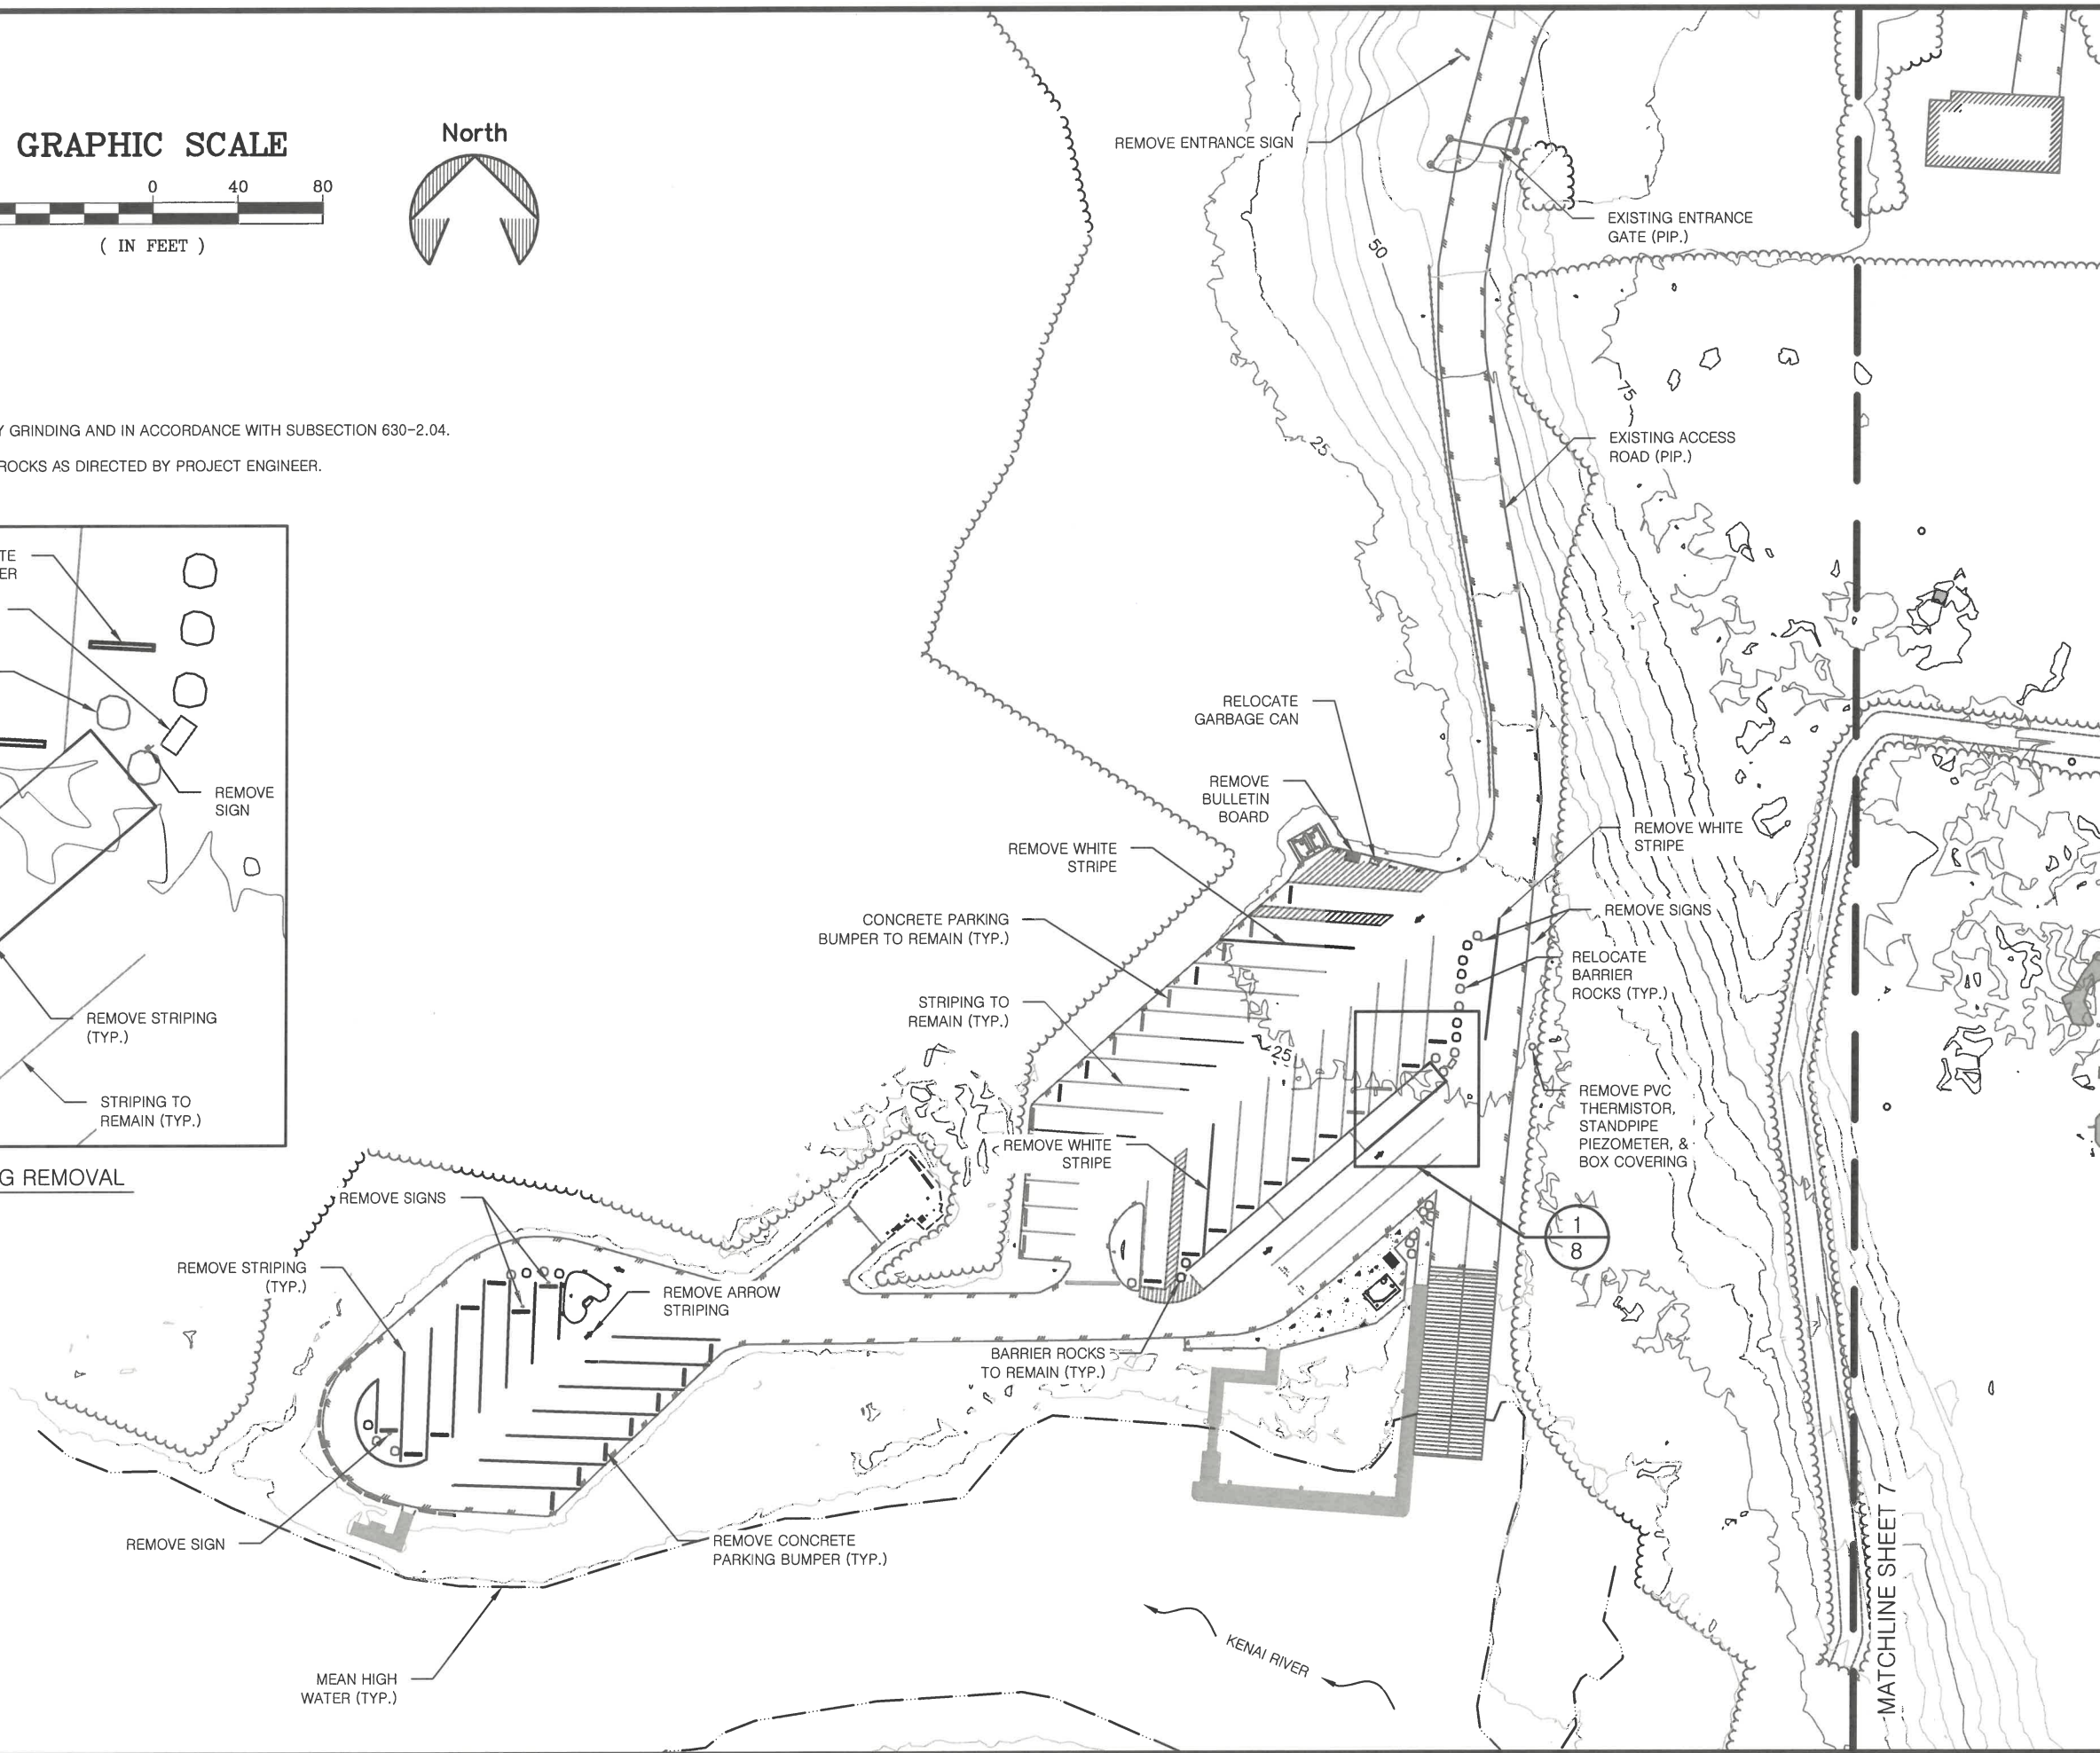 GRAPHIC SCALE
0 40 80
( IN FEET )
North
GRINDING AND IN ACCORDANCE WITH SUBSECTION 630-2.04.
ROCKS AS DIRECTED BY PROJECT ENGINEER.
REMOVE
SIGN
REMOVE STRIPING
(TYP.)
STRIPING TO
REMAIN (TYP.)
G REMOVAL
REMOVE ENTRANCE SIGN
EXISTING ENTRANCE
GATE (PIP.)
50
75
25
EXISTING ACCESS
ROAD (PIP.)
RELOCATE
GARBAGE CAN
REMOVE
BULLETIN
BOARD
REMOVE WHITE
STRIPE
REMOVE WHITE
STRIPE
CONCRETE PARKING
BUMPER TO REMAIN (TYP.)
REMOVE SIGNS
RELOCATE
BARRIER
ROCKS (TYP.)
STRIPING TO
REMAIN (TYP.)
25
REMOVE PVC
THERMISTOR,
STANDPIPE
PIEZOMETER, &
BOX COVERING
REMOVE WHITE
STRIPE
1
8
REMOVE SIGNS
REMOVE STRIPING
(TYP.)
REMOVE ARROW
STRIPING
BARRIER ROCKS
TO REMAIN (TYP.)
REMOVE SIGN
REMOVE CONCRETE
PARKING BUMPER (TYP.)
MEAN HIGH
WATER (TYP.)
KENAI RIVER
MATCHLINE SHEET 7